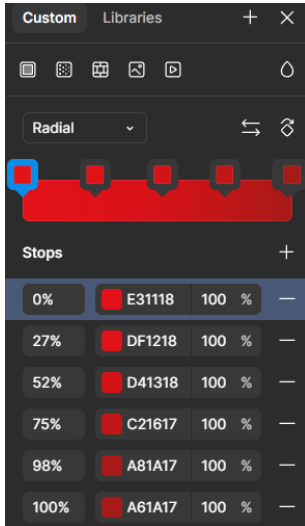 Custom Libraries
Radial
Stops
0% E31118 100 %
27% DF1218 100 %
52% D41318 100 %
75% C21617 100 %
98% A81A17 100 %
100% A61A17 100 %